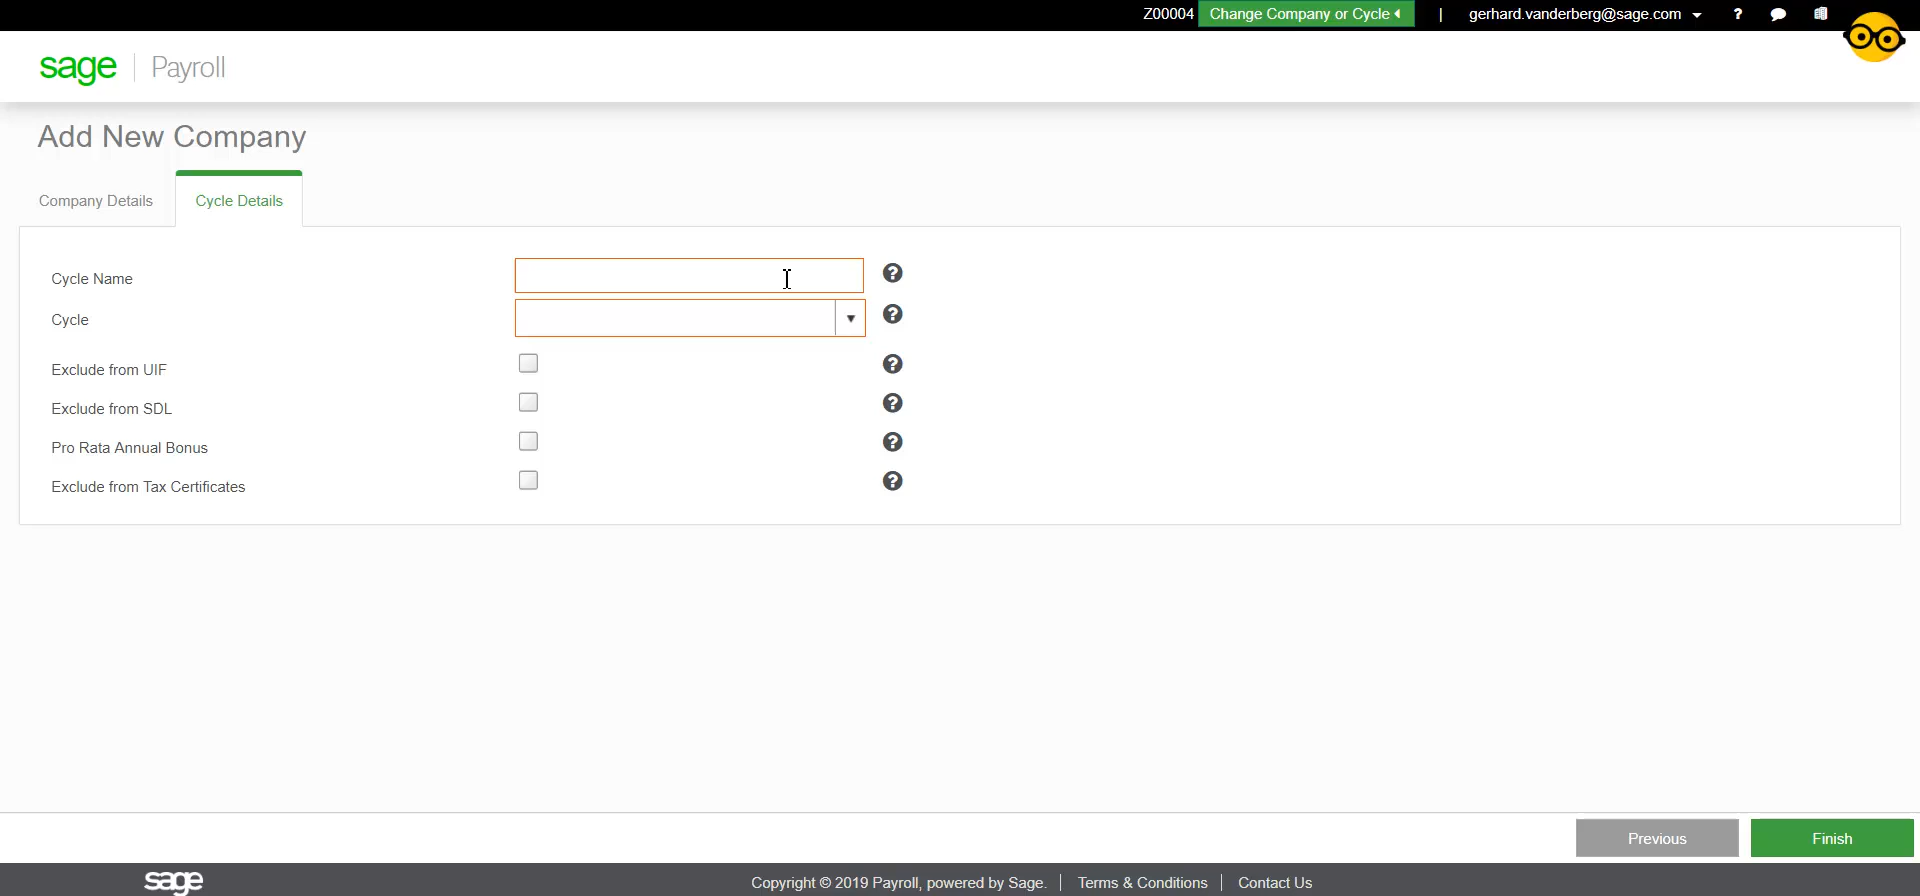 Z00004 Change Company or Cycle | gerhard.vanderberg@sage.com ?
sage Payroll
Add New Company
Company Details Cycle Details
Cycle Name ?
Cycle ?
Exclude from UIF ?
Exclude from SDL ?
Pro Rata Annual Bonus ?
Exclude from Tax Certificates ?
Previous Finish
sage Copyright © 2019 Payroll, powered by Sage. | Terms & Conditions | Contact Us